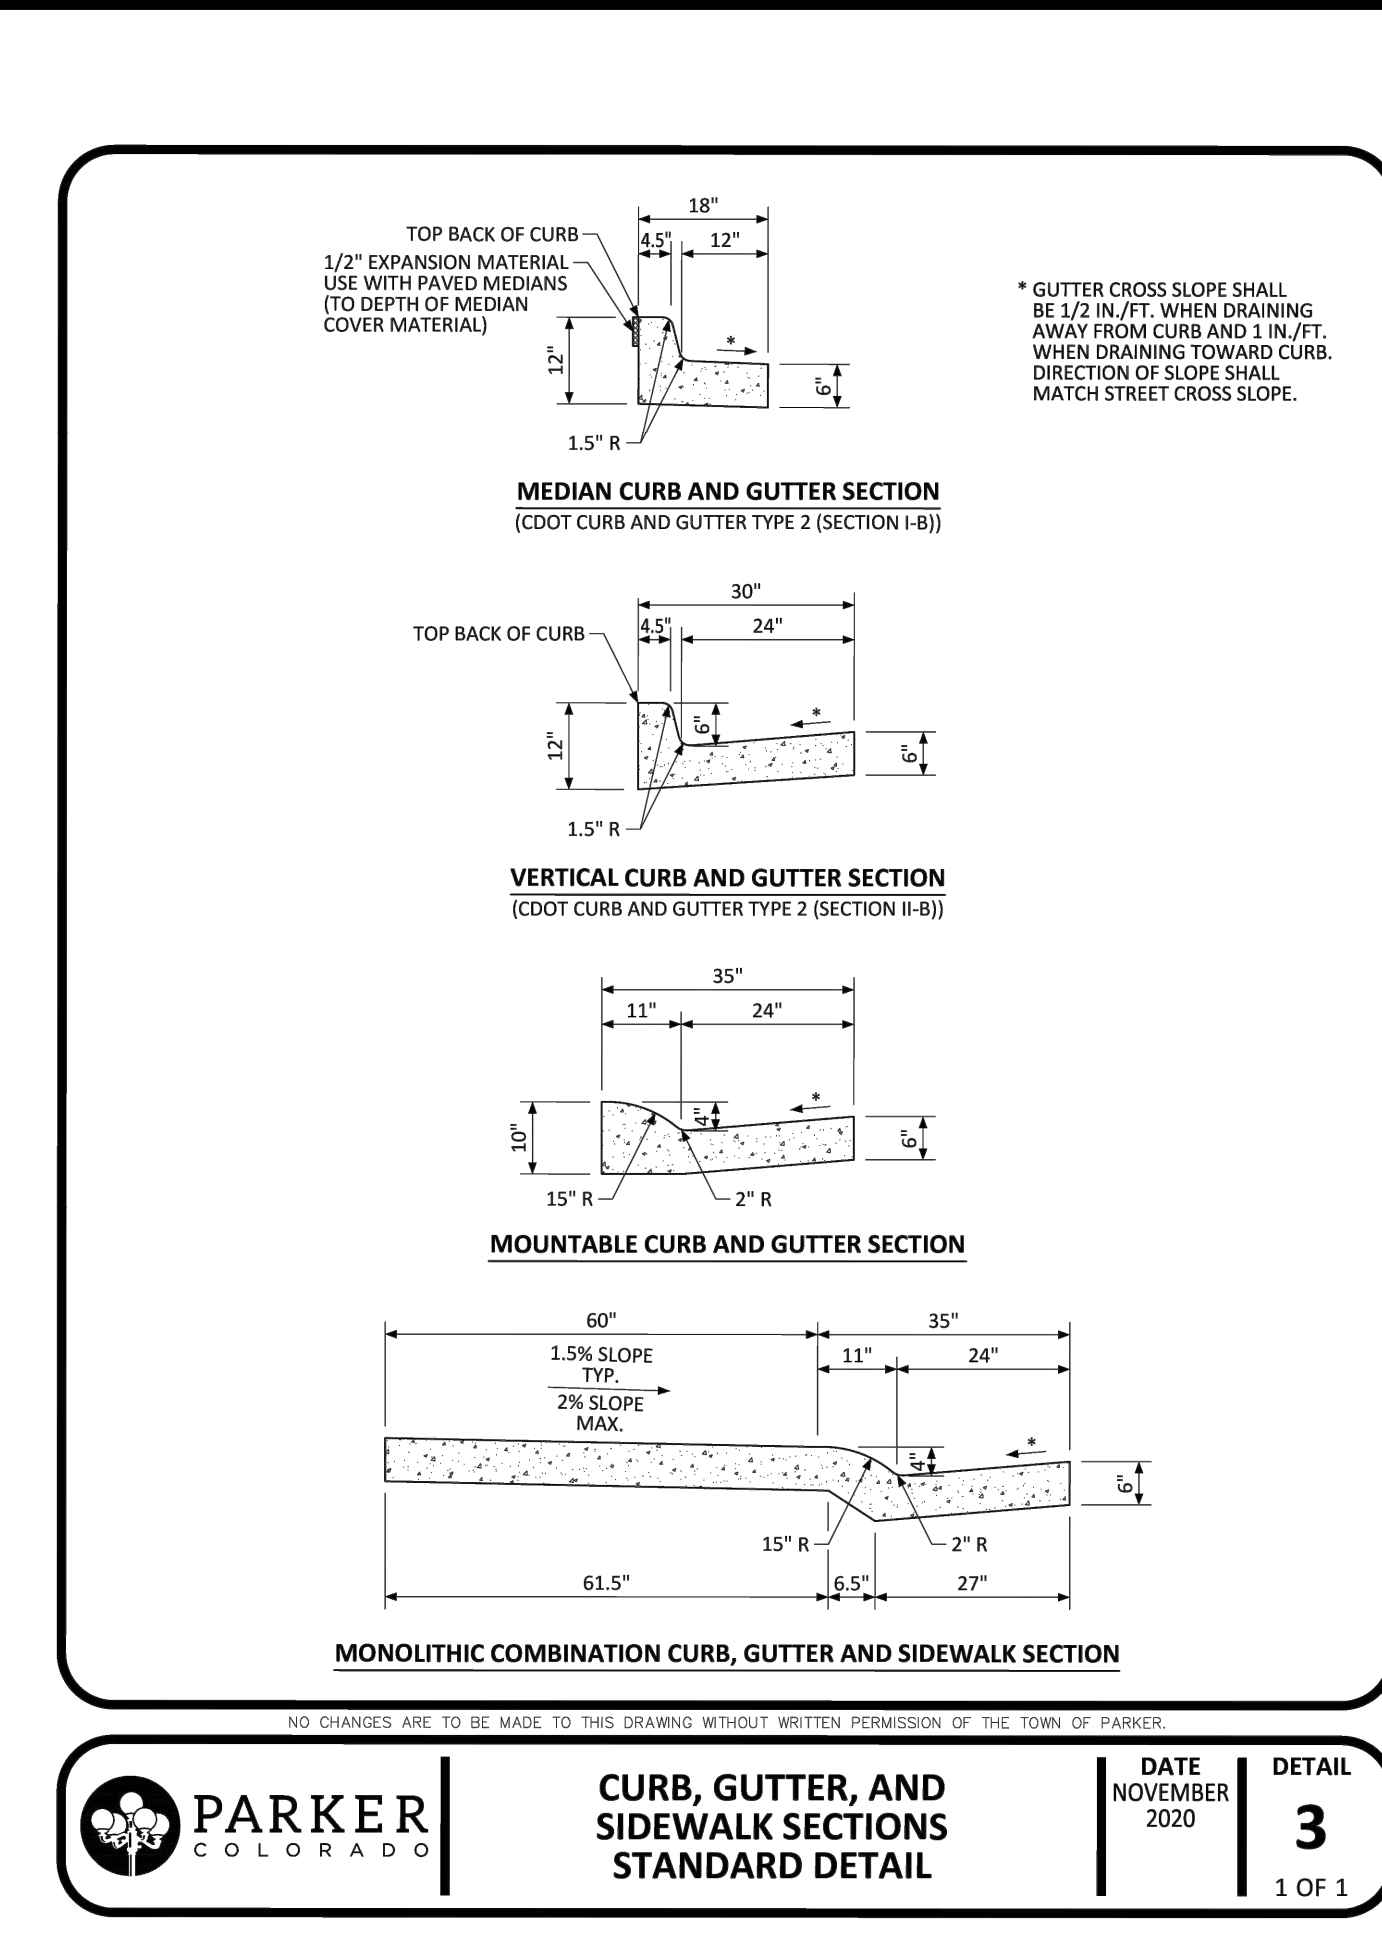 18"
TOP BACK OF CURB
4.5"
12"
1/2" EXPANSION MATERIAL
USE WITH PAVED MEDIANS
(TO DEPTH OF MEDIAN
COVER MATERIAL)
* GUTTER CROSS SLOPE SHALL
BE 1/2 IN./FT. WHEN DRAINING
AWAY FROM CURB AND 1 IN./FT.
WHEN DRAINING TOWARD CURB.
DIRECTION OF SLOPE SHALL
MATCH STREET CROSS SLOPE.
*
12"
6"
1.5" R
MEDIAN CURB AND GUTTER SECTION
(CDOT CURB AND GUTTER TYPE 2 (SECTION I-B))
30"
TOP BACK OF CURB
4.5"
24"
*
6"
12"
6"
1.5" R
VERTICAL CURB AND GUTTER SECTION
(CDOT CURB AND GUTTER TYPE 2 (SECTION II-B))
35"
11"
24"
*
4"
10"
6"
15" R
2" R
MOUNTABLE CURB AND GUTTER SECTION
60"
35"
1.5% SLOPE
TYP.
2% SLOPE
MAX.
11"
24"
*
4"
6"
15" R
2" R
61.5"
6.5"
27"
MONOLITHIC COMBINATION CURB, GUTTER AND SIDEWALK SECTION
NO CHANGES ARE TO BE MADE TO THIS DRAWING WITHOUT WRITTEN PERMISSION OF THE TOWN OF PARKER.
PARKER
COLORADO
CURB, GUTTER, AND
SIDEWALK SECTIONS
STANDARD DETAIL
DATE
NOVEMBER
2020
DETAIL
3
1 OF 1